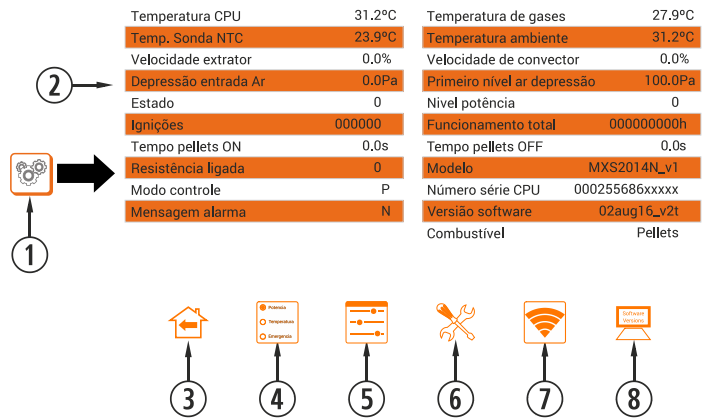 Temperatura CPU 31.2ºC
Temp. Sonda NTC 23.9ºC
Velocidade extrator 0.0%
Depressão entrada Ar 0.0Pa
Estado 0
Ignições 000000
Tempo pellets ON 0.0s
Resistência ligada 0
Modo controle P
Mensagem alarma N
Temperatura de gases 27.9ºC
Temperatura ambiente 31.2ºC
Velocidade de convector 0.0%
Primeiro nível ar depressão 100.0Pa
Nivel potência 0
Funcionamento total 000000000h
Tempo pellets OFF 0.0s
Modelo MXS2014N_v1
Número série CPU 000255686xxxxx
Versião software 02aug16_v2t
Combustível Pellets
2
1
Potencia
Temperatura
Emergencia
Software
Versions
3 4 5 6 7 8